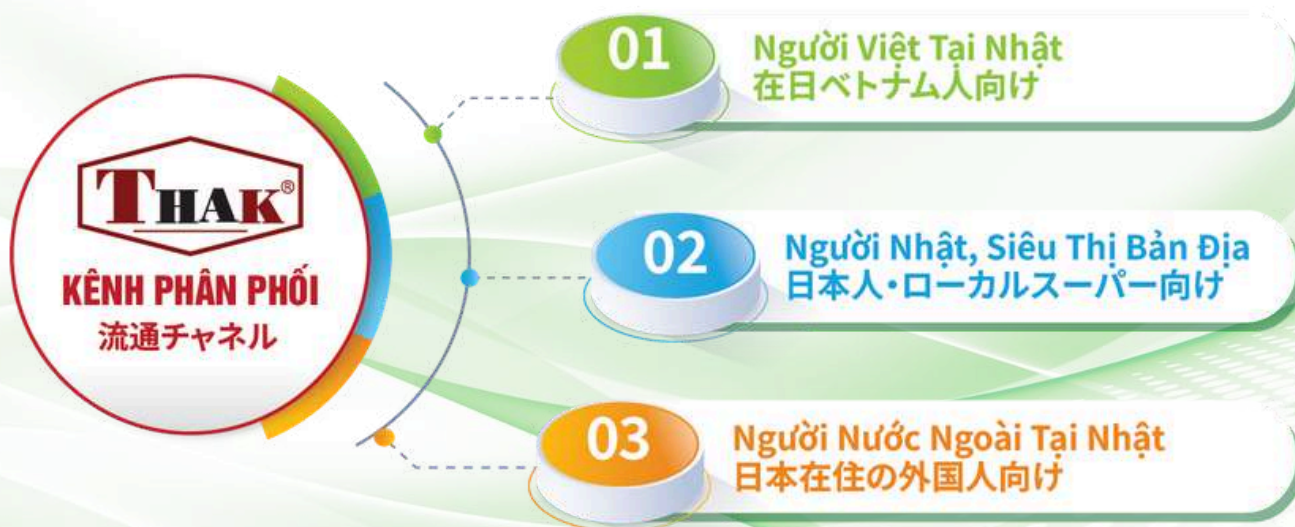 THAK®
KÊNH PHÂN PHỐI
流通チャネル
01
Người Việt Tại Nhật
在日ベトナム人向け
02
Người Nhật, Siêu Thị Bản Địa
日本人・ローカルスーパー向け
03
Người Nước Ngoài Tại Nhật
日本在住の外国人向け